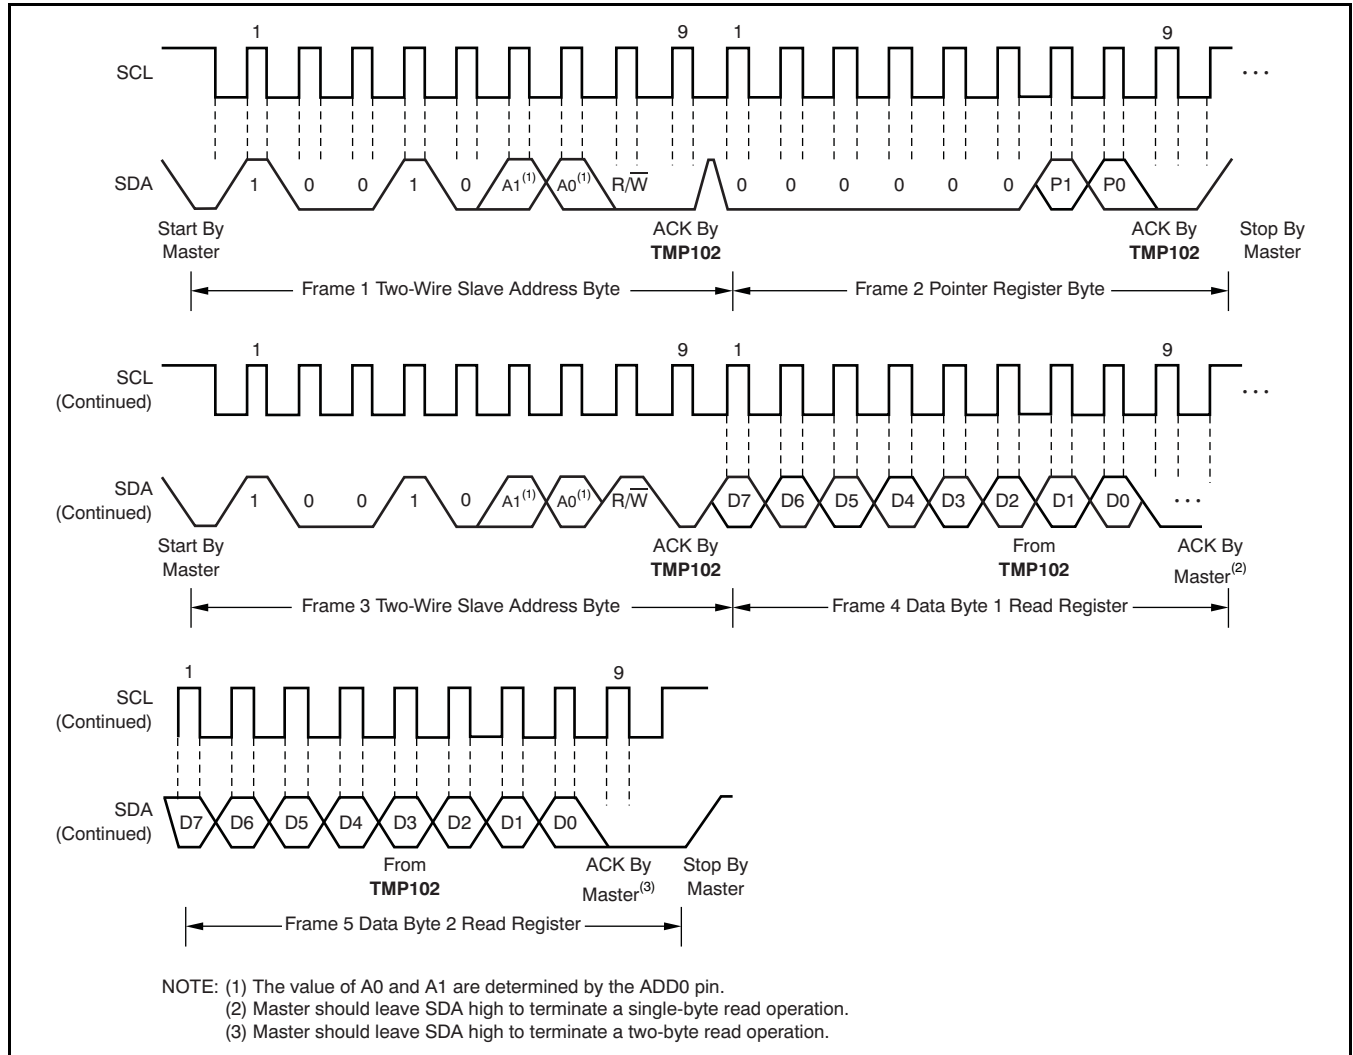 1 9 1 9
SCL ...
SDA 1 0 0 1 0 A1(1) A0(1) R/W̅ 0 0 0 0 0 0 P1 P0
Start By Master ACK By TMP102 ACK By TMP102 Stop By Master
Frame 1 Two-Wire Slave Address Byte Frame 2 Pointer Register Byte
1 9 1 9
SCL (Continued) ...
SDA (Continued) 1 0 0 1 0 A1(1) A0(1) R/W̅ D7 D6 D5 D4 D3 D2 D1 D0 ...
Start By Master ACK By TMP102 From TMP102 ACK By Master(2)
Frame 3 Two-Wire Slave Address Byte Frame 4 Data Byte 1 Read Register
1 9
SCL (Continued)
SDA (Continued) D7 D6 D5 D4 D3 D2 D1 D0
From TMP102 ACK By Master(3) Stop By Master
Frame 5 Data Byte 2 Read Register
NOTE: (1) The value of A0 and A1 are determined by the ADD0 pin.
(2) Master should leave SDA high to terminate a single-byte read operation.
(3) Master should leave SDA high to terminate a two-byte read operation.